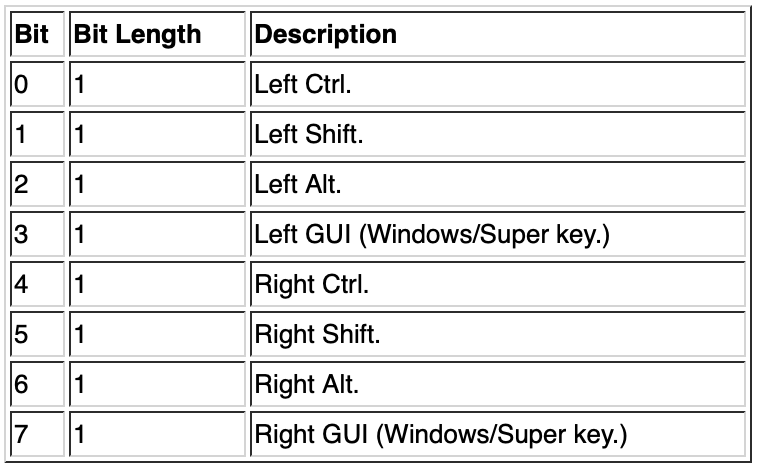 Bit Bit Length Description
0 1 Left Ctrl.
1 1 Left Shift.
2 1 Left Alt.
3 1 Left GUI (Windows/Super key.)
4 1 Right Ctrl.
5 1 Right Shift.
6 1 Right Alt.
7 1 Right GUI (Windows/Super key.)